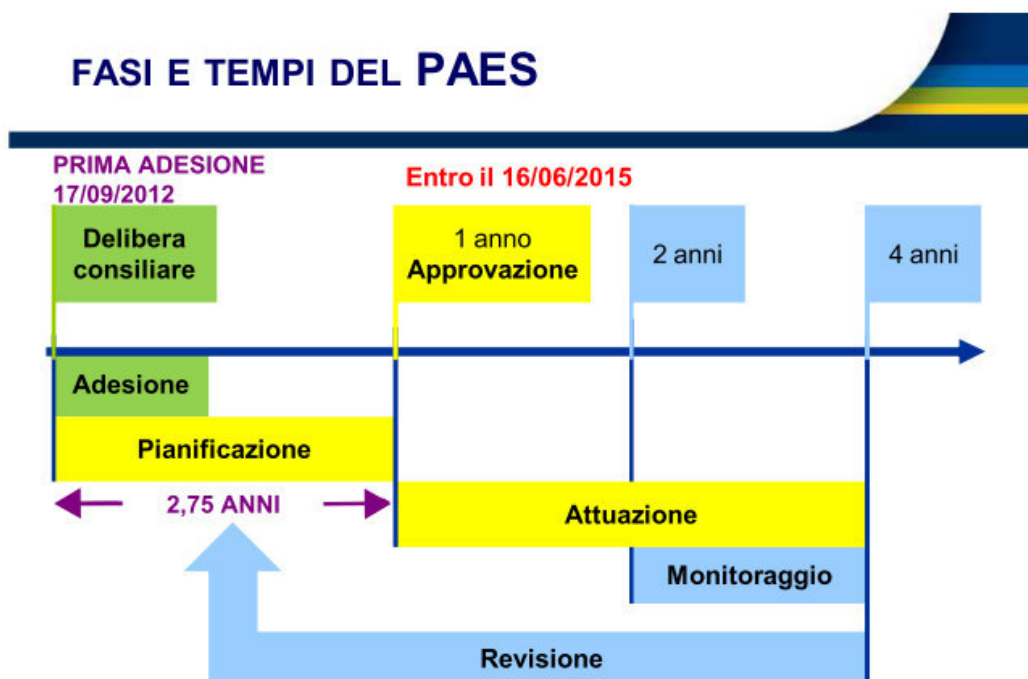 FASI E TEMPI DEL PAES
PRIMA ADESIONE
17/09/2012
Entro il 16/06/2015
Delibera
consiliare
1 anno
Approvazione
2 anni
4 anni
Adesione
Pianificazione
2,75 ANNI
Attuazione
Monitoraggio
Revisione